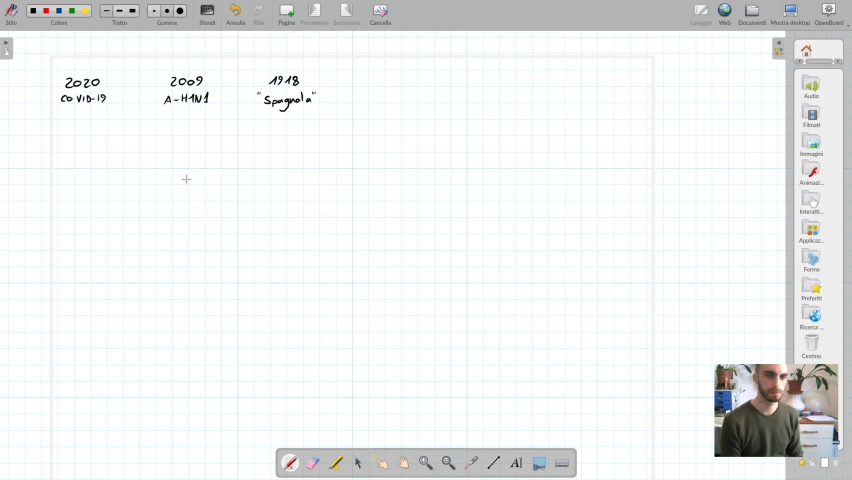 Stilo
Colore
Tratto
Gomma
Sfondi
Annulla
Rifai
Pagine
Precedente
Successivo
Cancella
Lavagna
Web
Documenti
Mostra desktop
OpenBoard
2020 2009 1918
COVID-19 A-H1N1 "Spagnola"
Audio
Filmati
Immagini
Animazi...
Interatti...
Applicaz...
Forme
Preferiti
Ricerca ...
Cestino